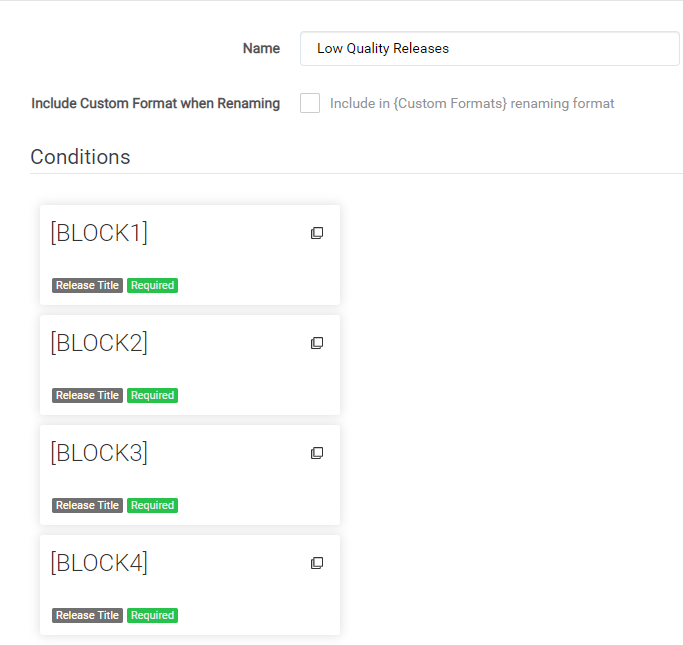 Name
Low Quality Releases
Include Custom Format when Renaming
Include in {Custom Formats} renaming format
Conditions
[BLOCK1]
Release Title Required
[BLOCK2]
Release Title Required
[BLOCK3]
Release Title Required
[BLOCK4]
Release Title Required